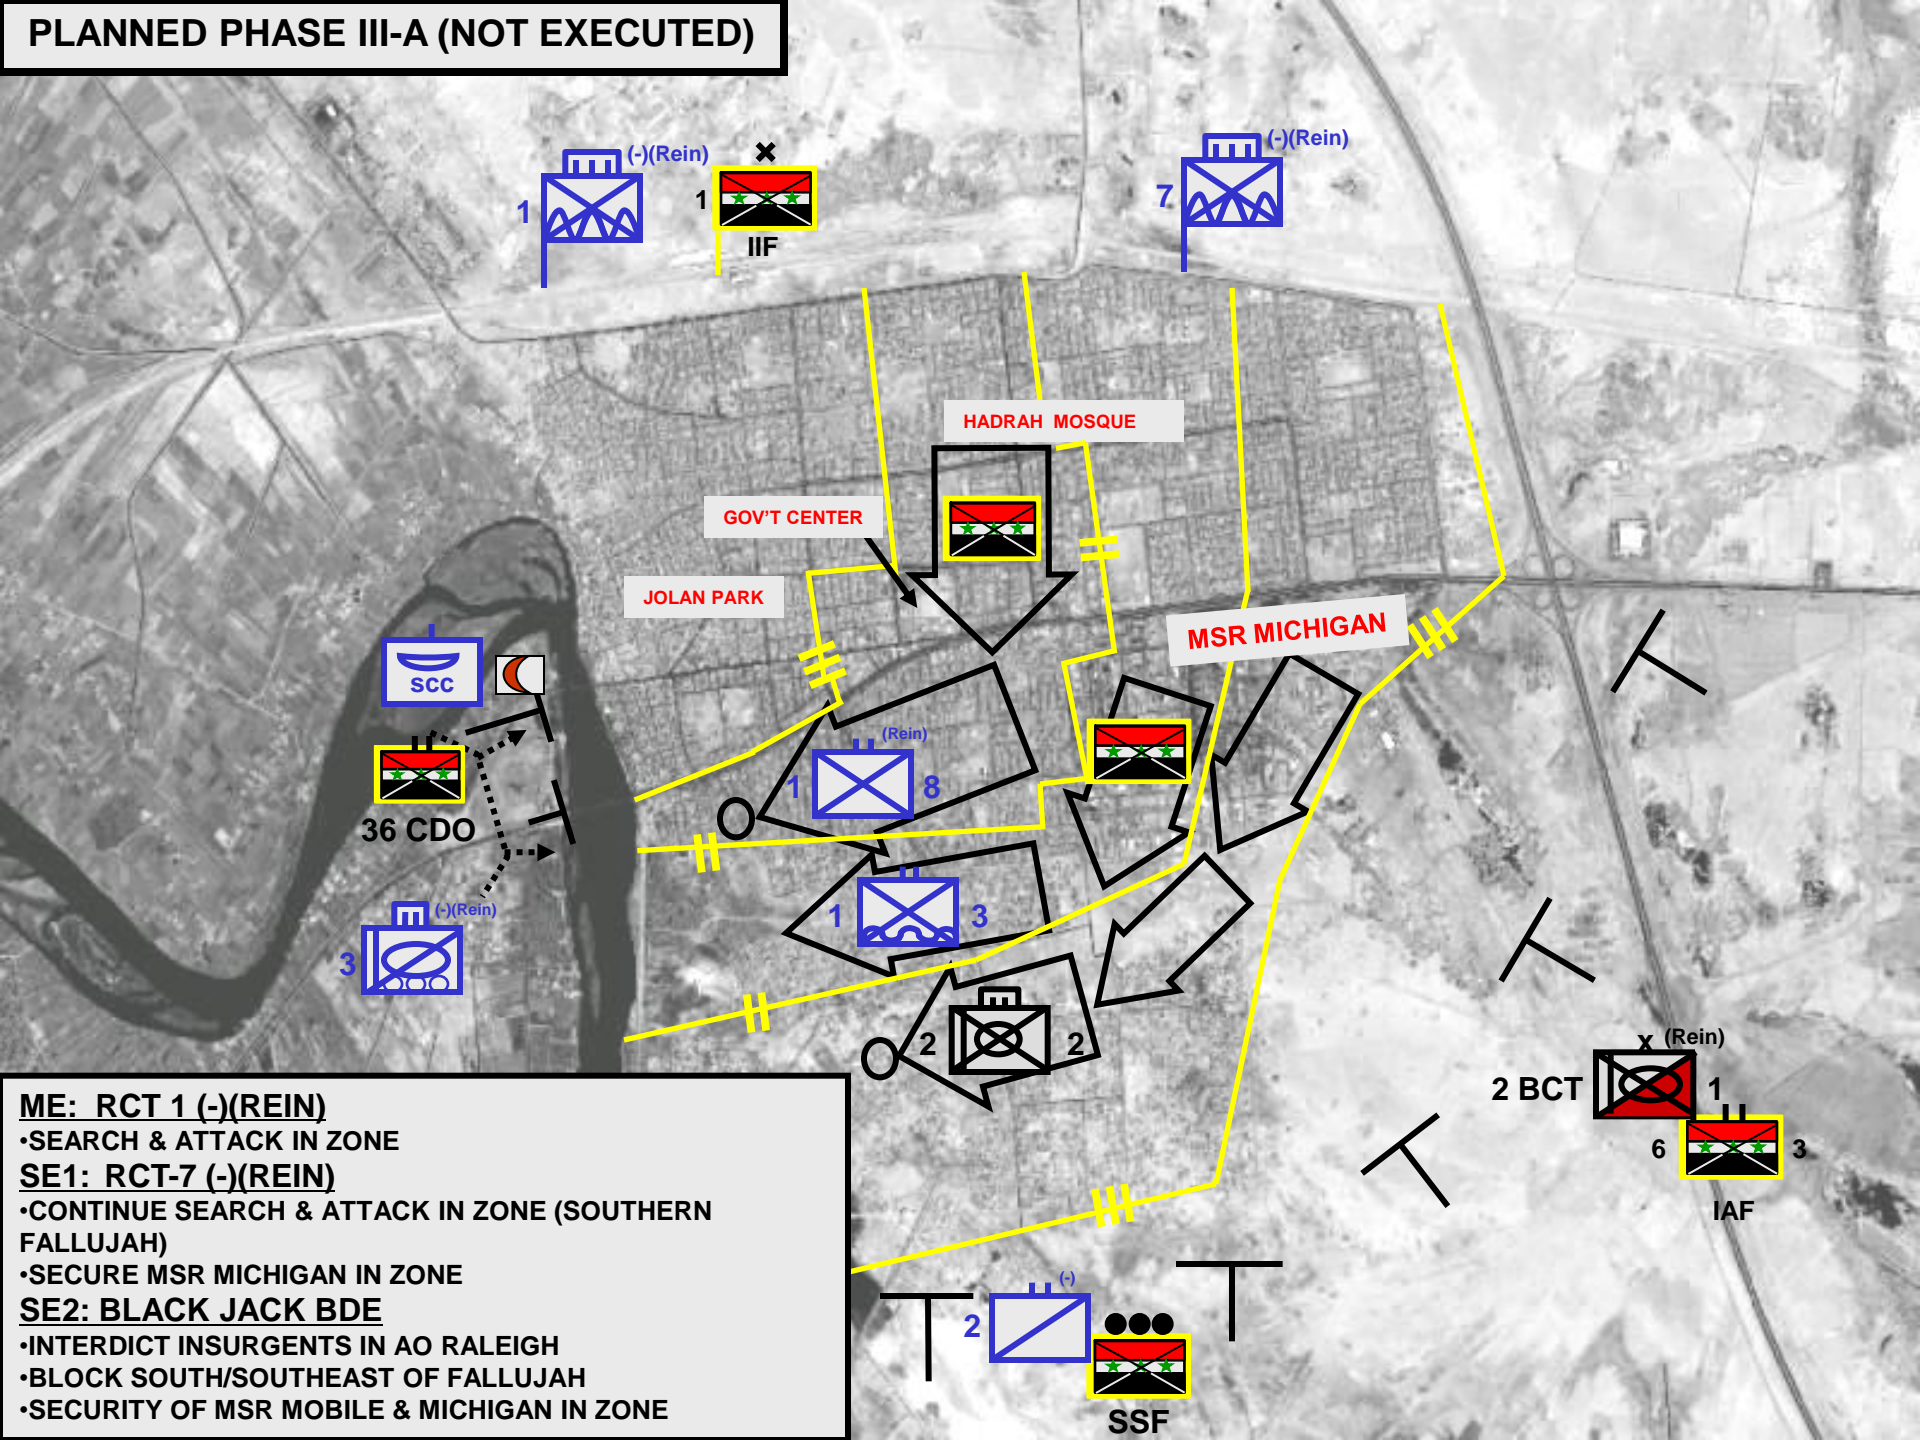 PLANNED PHASE III-A (NOT EXECUTED)
(-)(Rein)
1
1
IIF
(-)(Rein)
7
HADRAH MOSQUE
GOV'T CENTER
JOLAN PARK
MSR MICHIGAN
SCC
36 CDO
(-)(Rein)
3
(Rein)
1 8
1 3
2 2
x (Rein)
2 BCT 1
6 3
IAF
(-)
2
SSF
ME: RCT 1 (-)(REIN)
•SEARCH & ATTACK IN ZONE
SE1: RCT-7 (-)(REIN)
•CONTINUE SEARCH & ATTACK IN ZONE (SOUTHERN
FALLUJAH)
•SECURE MSR MICHIGAN IN ZONE
SE2: BLACK JACK BDE
•INTERDICT INSURGENTS IN AO RALEIGH
•BLOCK SOUTH/SOUTHEAST OF FALLUJAH
•SECURITY OF MSR MOBILE & MICHIGAN IN ZONE